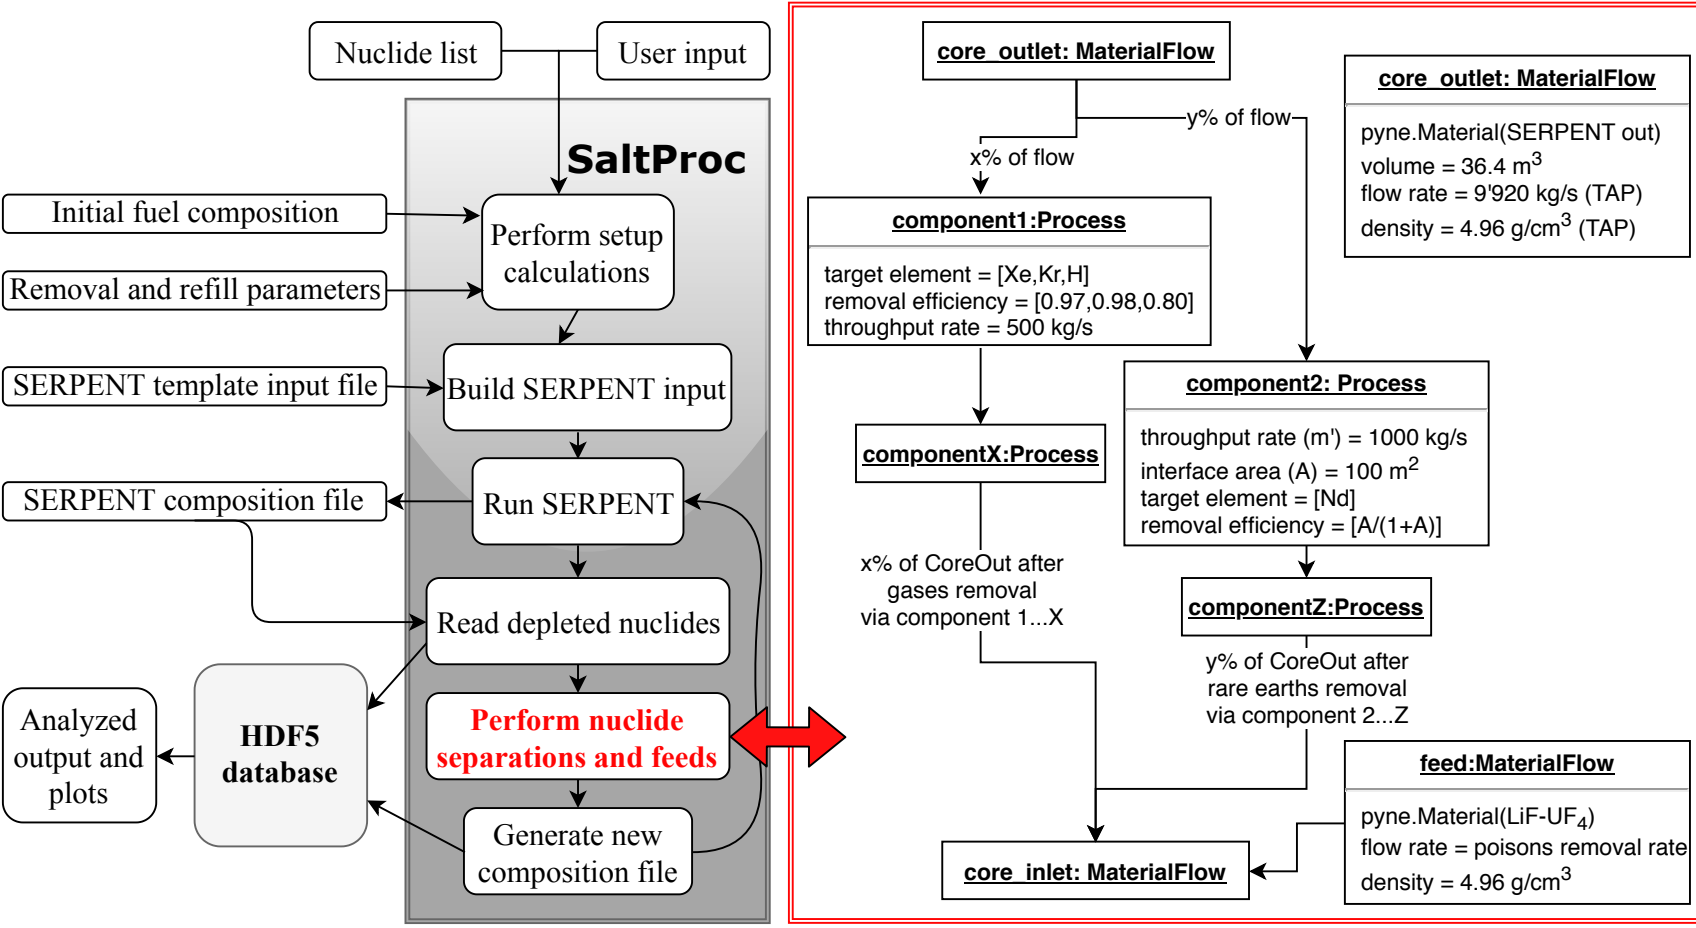 Nuclide list
User input
SaltProc
Initial fuel composition
Removal and refill parameters
SERPENT template input file
SERPENT composition file
Perform setup
calculations
Build SERPENT input
Run SERPENT
Read depleted nuclides
Perform nuclide
separations and feeds
Generate new
composition file
HDF5
database
Analyzed
output and
plots
core_outlet: MaterialFlow
x% of flow
y% of flow
core_outlet: MaterialFlow
pyne.Material(SERPENT out)
volume = 36.4 m³
flow rate = 9'920 kg/s (TAP)
density = 4.96 g/cm³ (TAP)
component1:Process
target element = [Xe,Kr,H]
removal efficiency = [0.97,0.98,0.80]
throughput rate = 500 kg/s
componentX:Process
component2: Process
throughput rate (m') = 1000 kg/s
interface area (A) = 100 m²
target element = [Nd]
removal efficiency = [A/(1+A)]
x% of CoreOut after
gases removal
via component 1...X
componentZ:Process
y% of CoreOut after
rare earths removal
via component 2...Z
feed:MaterialFlow
pyne.Material(LiF-UF₄)
flow rate = poisons removal rate
density = 4.96 g/cm³
core_inlet: MaterialFlow